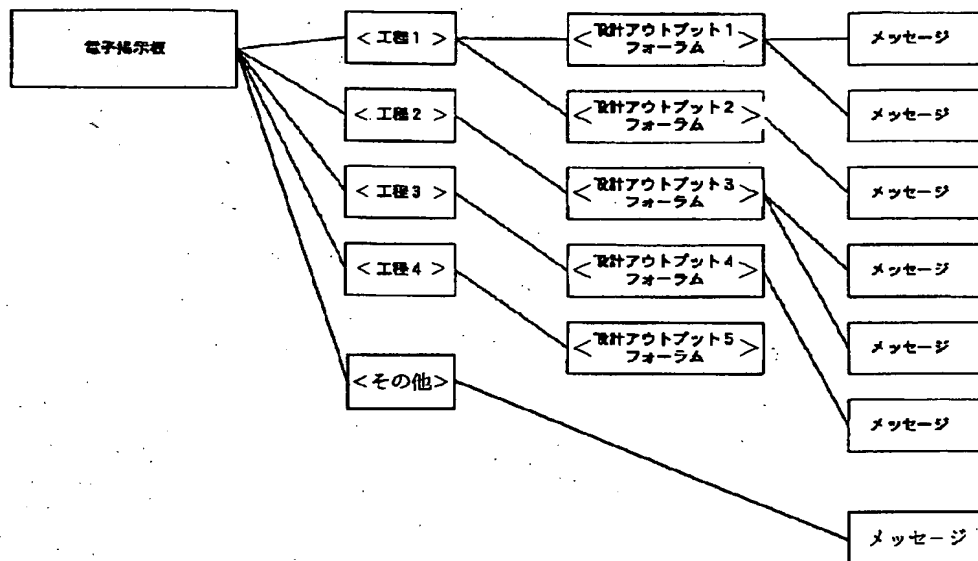 電子掲示板
<工程1>
<設計アウトプット1
フォーラム>
メッセージ
<工程2>
<設計アウトプット2
フォーラム>
メッセージ
<工程3>
<設計アウトプット3
フォーラム>
メッセージ
<工程4>
<設計アウトプット4
フォーラム>
メッセージ
<設計アウトプット5
フォーラム>
メッセージ
<その他>
メッセージ
メッセージ